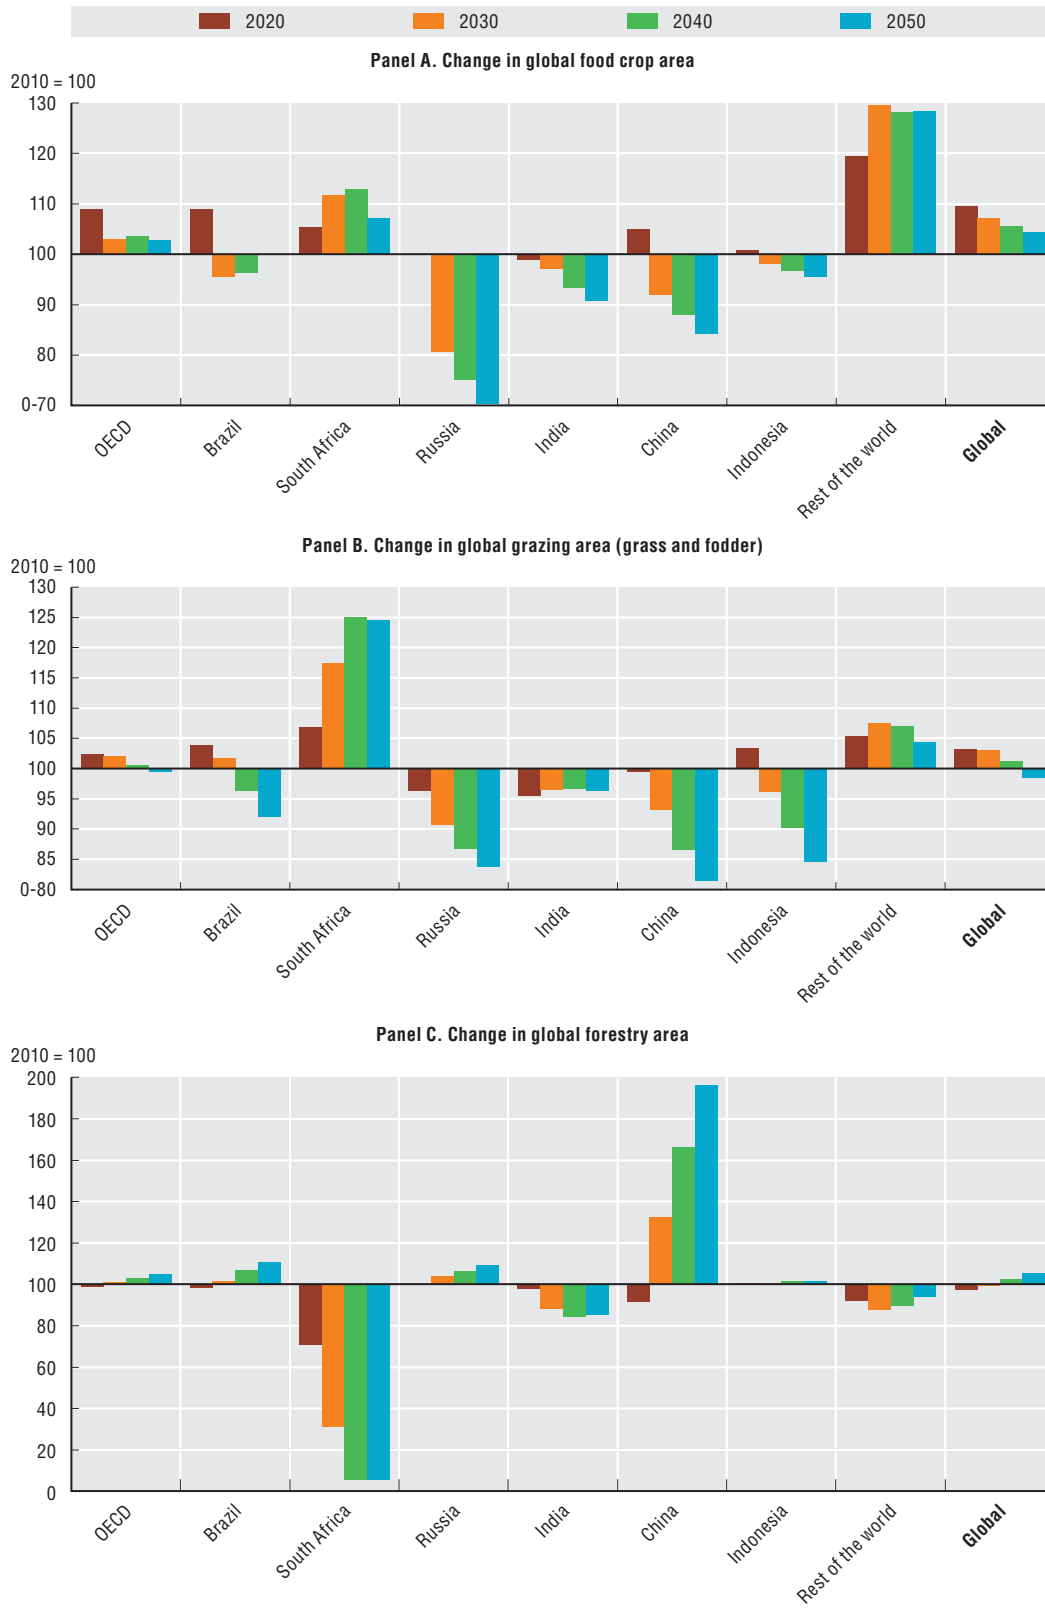 2020 2030 2040 2050
Panel A. Change in global food crop area
2010 = 100
130
120
110
100
90
80
0-70
OECD Brazil South Africa Russia India China Indonesia Rest of the world Global
Panel B. Change in global grazing area (grass and fodder)
2010 = 100
130
125
120
115
110
105
100
95
90
85
0-80
OECD Brazil South Africa Russia India China Indonesia Rest of the world Global
Panel C. Change in global forestry area
2010 = 100
200
180
160
140
120
100
80
60
40
20
0
OECD Brazil South Africa Russia India China Indonesia Rest of the world Global